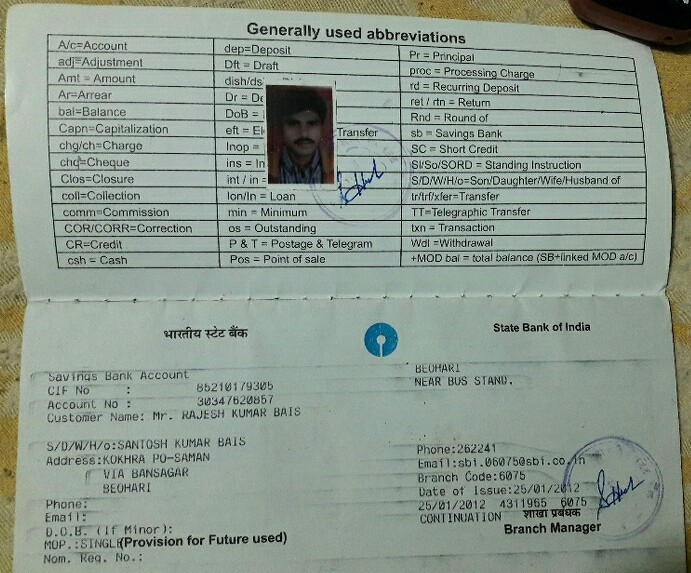 Generally used abbreviations
A/c=Account dep=Deposit Pr = Principal
adj=Adjustment Dft = Draft proc = Processing Charge
Amt = Amount dish/ds rd = Recurring Deposit
Ar=Arrear Dr = ret / rtn = Return
bal=Balance DoB = Rnd = Round of
Capn=Capitalization eft = Transfer sb = Savings Bank
chg/ch=Charge Inop = SC = Short Credit
chq=Cheque ins = In SI/So/SORD = Standing Instruction
Clos=Closure int / in = S/D/W/H/o=Son/Daughter/Wife/Husband of
coll=Collection lon/ln = Loan tr/trf/xfer=Transfer
comm=Commission min = Minimum TT=Telegraphic Transfer
COR/CORR=Correction os = Outstanding txn = Transaction
CR=Credit P & T = Postage & Telegram Wdl =Withdrawal
csh = Cash Pos = Point of sale +MOD bal = total balance (SB+linked MOD a/c)
भारतीय स्टेट बैंक State Bank of India
Savings Bank Account BEOHARI
CIF No : 85210179305 NEAR BUS STAND.
Account No : 30347620857
Customer Name: Mr. RAJESH KUMAR BAIS
S/D/W/H/o:SANTOSH KUMAR BAIS Phone:262241
Address:KOKHRA PO-SAMAN Email:sbi.06075@sbi.co.in
VIA BANSAGAR Branch Code:6075
BEOHARI Date of Issue:25/01/2012
Phone: 25/01/2012 4311965 6075
Email: CONTINUATION शाखा प्रबंधक
D.O.B. (If Minor): Branch Manager
MOP.:SINGLE(Provision for Future used)
Nom. Reg. No.: